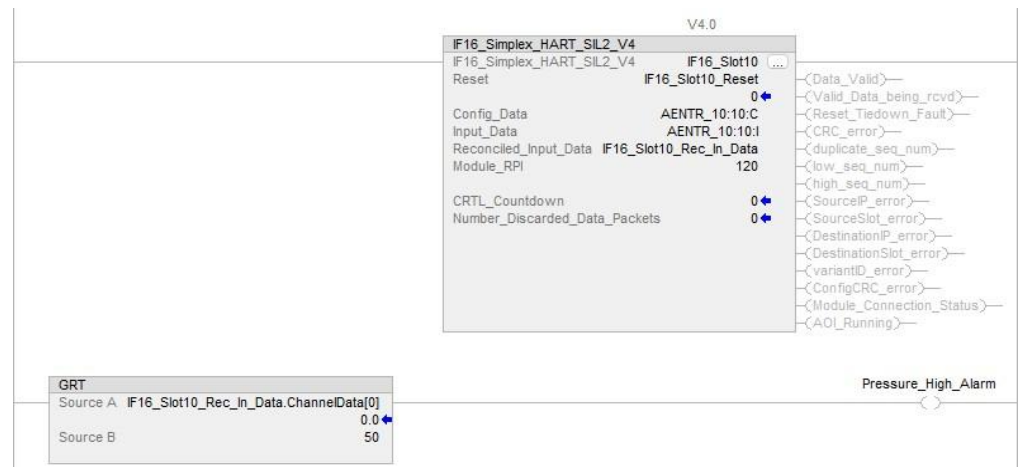 V4.0
IF16_Simplex_HART_SIL2_V4
IF16_Simplex_HART_SIL2_V4 IF16_Slot10 ...
Reset IF16_Slot10_Reset
0
Config_Data AENTR_10:10:C
Input_Data AENTR_10:10:I
Reconciled_Input_Data IF16_Slot10_Rec_In_Data
Module_RPI 120
CRTL_Countdown 0
Number_Discarded_Data_Packets 0
Data_Valid
Valid_Data_being_rcvd
Reset_Tiedown_Fault
CRC_error
duplicate_seq_num
low_seq_num
high_seq_num
SourceIP_error
SourceSlot_error
DestinationIP_error
DestinationSlot_error
variantID_error
ConfigCRC_error
Module_Connection_Status
AOI_Running
GRT
Source A IF16_Slot10_Rec_In_Data.ChannelData[0]
0.0
Source B 50
Pressure_High_Alarm